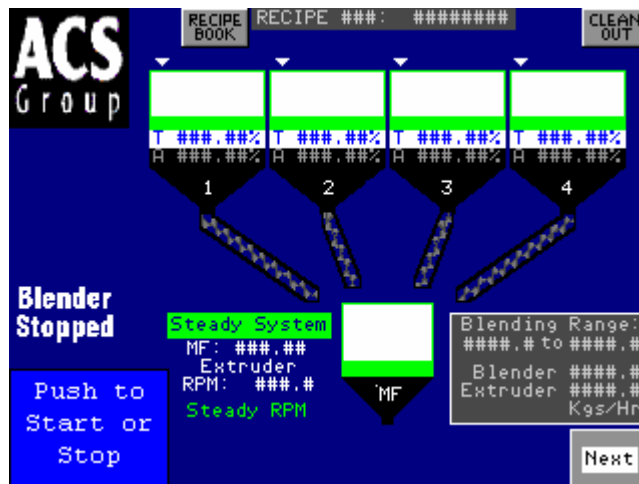 ACS
Group
RECIPE
BOOK
RECIPE ###: ########
CLEAN
OUT
T ###.##%
A ###.##%
1
T ###.##%
A ###.##%
2
T ###.##%
A ###.##%
3
T ###.##%
A ###.##%
4
Blender
Stopped
Steady System
MF: ###.##
Extruder
RPM: ###.#
Steady RPM
MF
Blending Range:
####.# to ####.#
Blender ####.#
Extruder ####.#
Kgs/Hr
Push to
Start or
Stop
Next